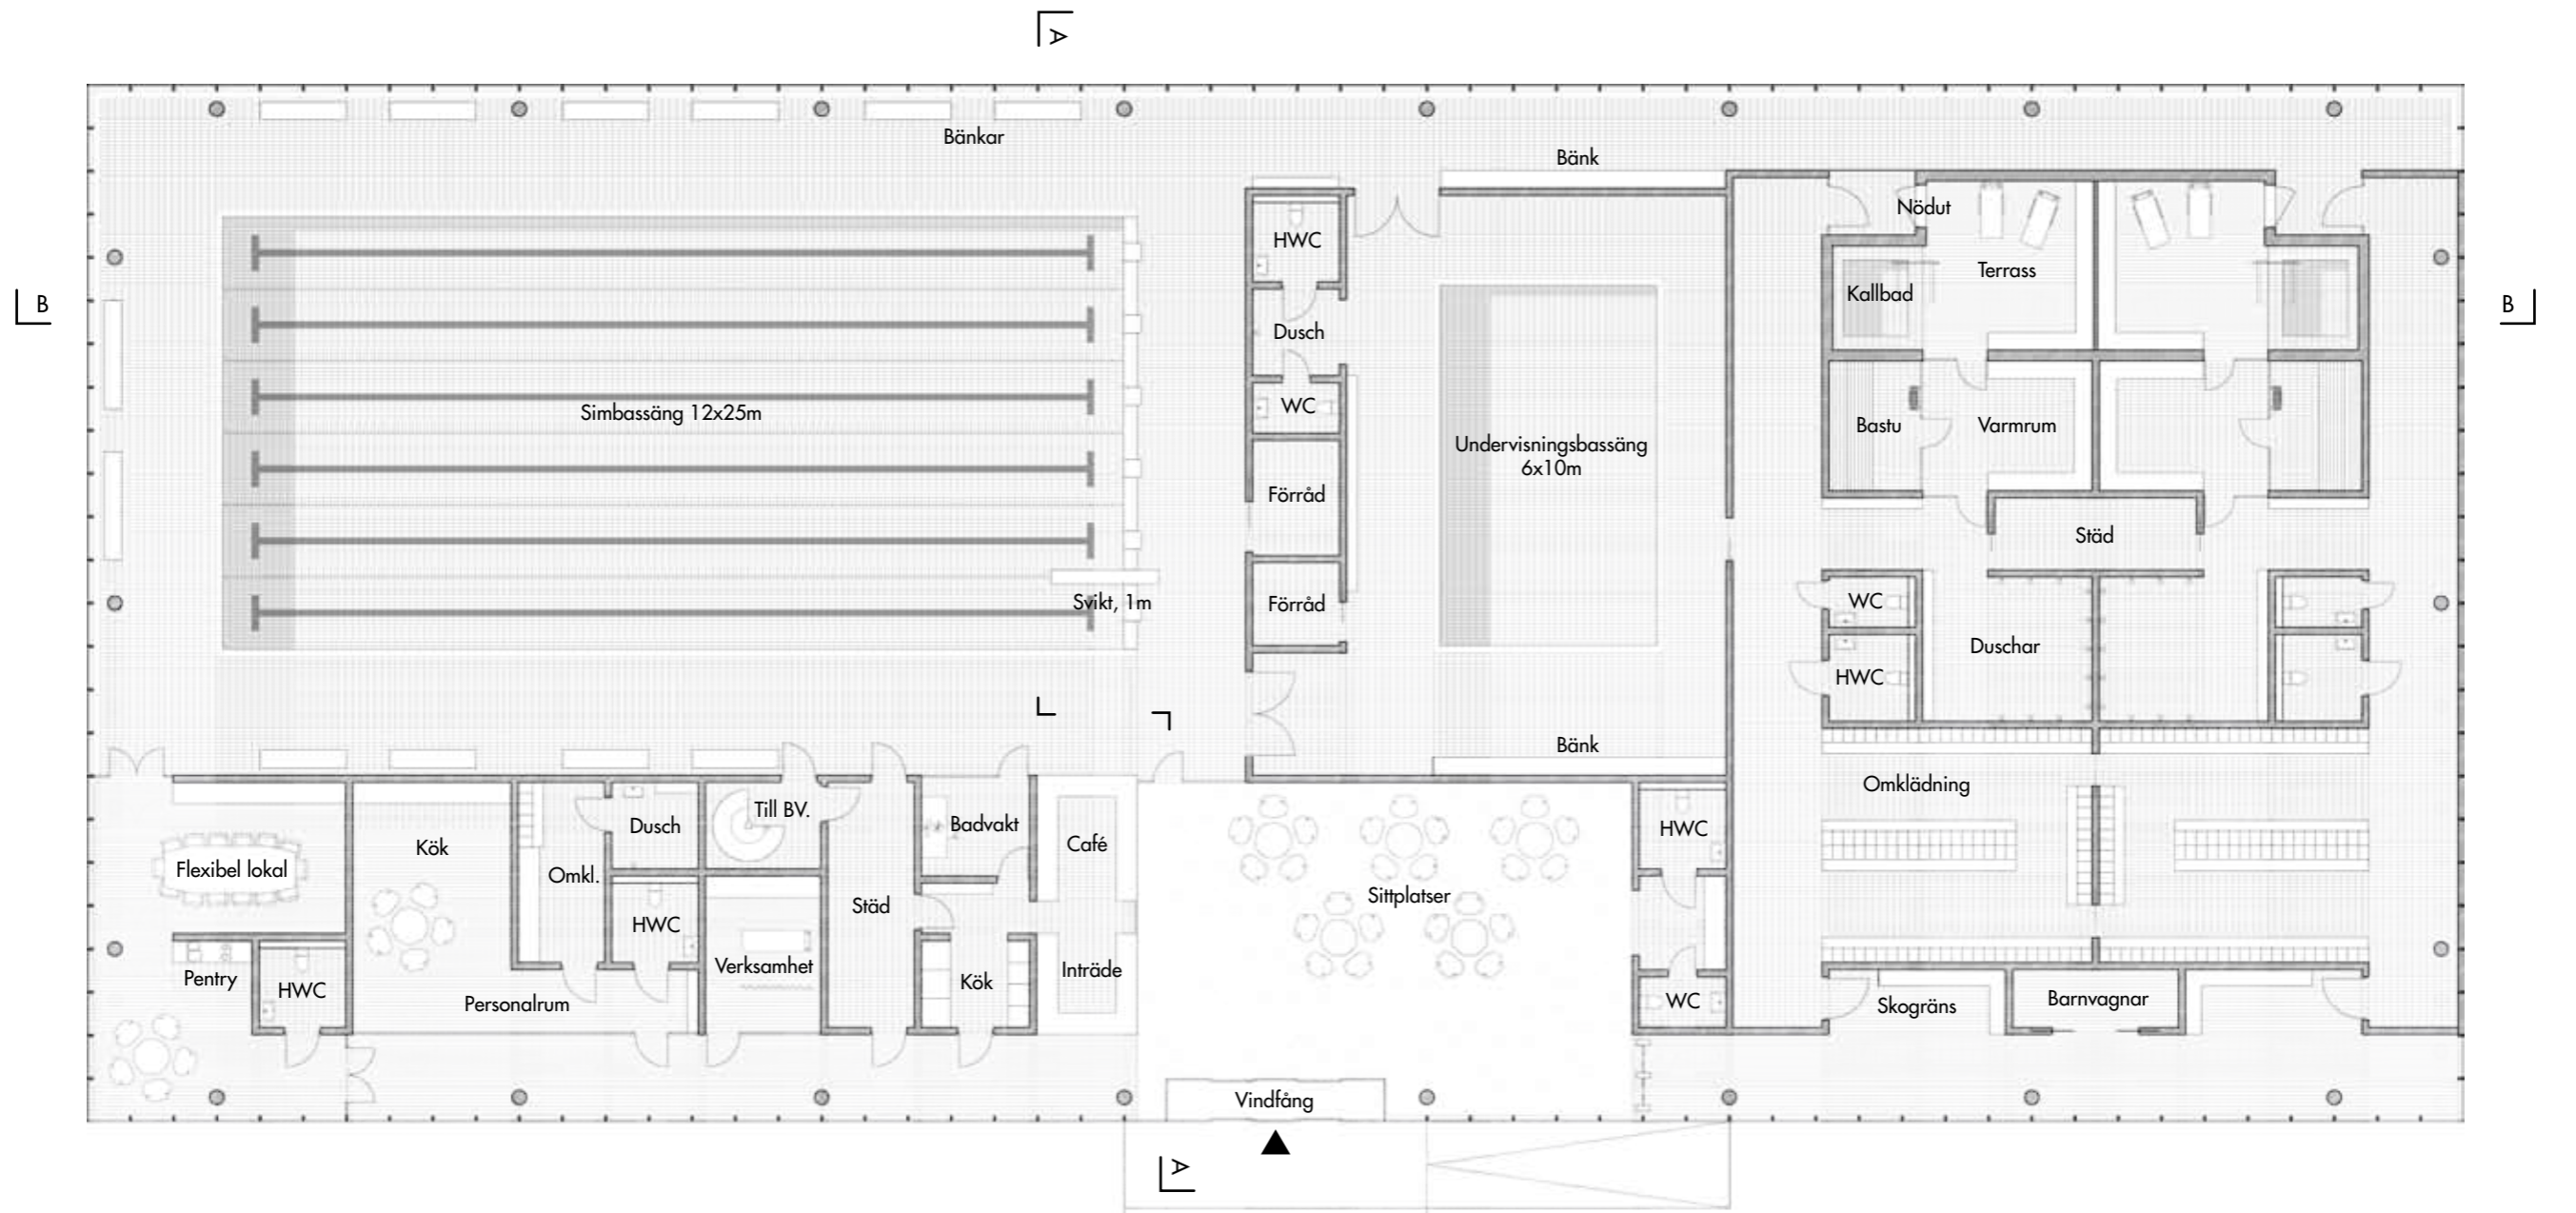 A
Bänkar
Bänk
HWC
Nödut
Terrass
Kallbad
B
B
Dusch
WC
Simbassäng 12x25m
Bastu
Varmrum
Undervisningsbassäng
6x10m
Förråd
Städ
Förråd
Svikt, 1m
WC
Duschar
HWC
Bänk
Omklädning
Till BV.
Dusch
Badvakt
HWC
Café
Kök
Flexibel lokal
Omkl.
Sittplatser
Städ
HWC
Verksamhet
Inträde
Pentry
HWC
Kök
Personalrum
WC
Skogräns
Barnvagnar
Vindfång
A